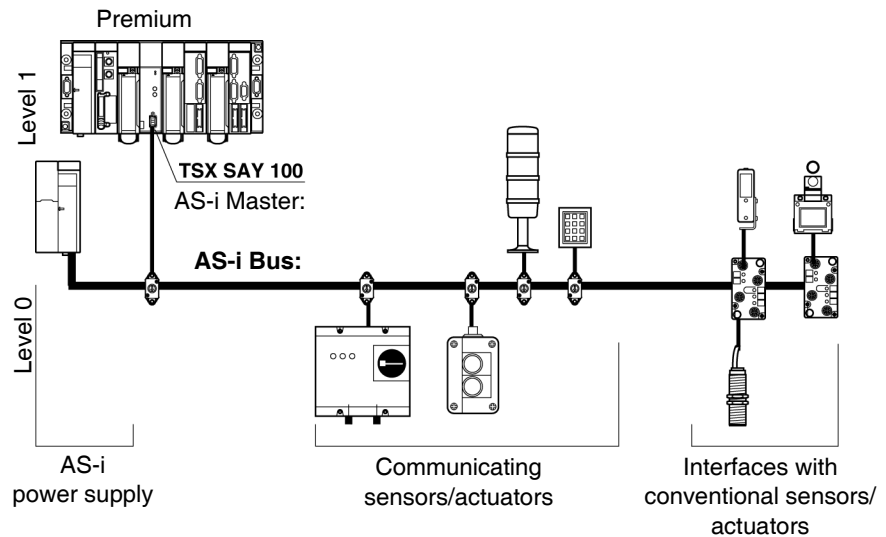 Premium
Level 1
TSX SAY 100
AS-i Master:
AS-i Bus:
Level 0
AS-i
power supply
Communicating
sensors/actuators
Interfaces with
conventional sensors/
actuators